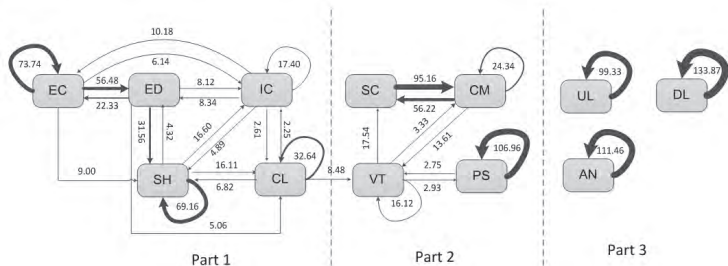 10.18
6.14
73.74
17.40
EC
56.48
22.33
ED
8.12
8.34
IC
31.56
4.32
16.60
4.89
2.61
2.25
9.00
SH
16.11
6.82
CL
32.64
69.16
5.06
8.48
Part 1
SC
95.16
56.22
CM
24.34
17.54
3.33
13.61
VT
2.75
2.93
PS
106.96
16.12
Part 2
UL
99.33
DL
133.87
AN
111.46
Part 3